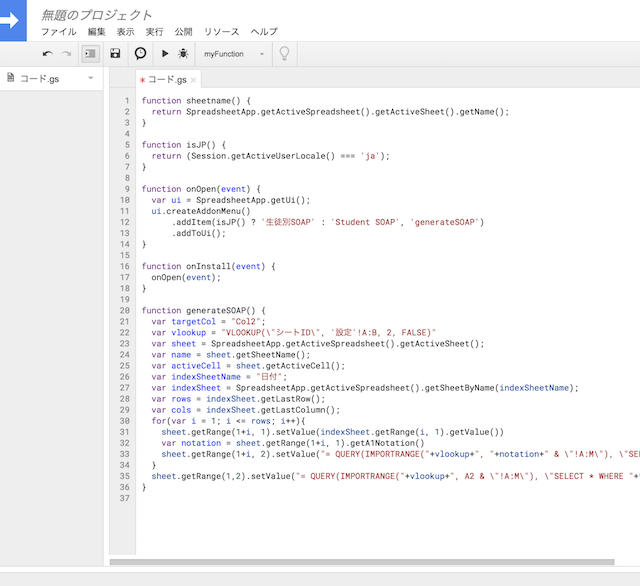 無題のプロジェクト
ファイル 編集 表示 実行 公開 リソース ヘルプ
myFunction
コード.gs
* コード.gs ×
1 function sheetname() {
2 return SpreadsheetApp.getActiveSpreadsheet().getActiveSheet().getName();
3 }
4
5 function isJP() {
6 return (Session.getActiveUserLocale() === 'ja');
7 }
8
9 function onOpen(event) {
10 var ui = SpreadsheetApp.getUi();
11 ui.createAddonMenu()
12 .addItem(isJP() ? '生徒別SOAP' : 'Student SOAP', 'generateSOAP')
13 .addToUi();
14 }
15
16 function onInstall(event) {
17 onOpen(event);
18 }
19
20 function generateSOAP() {
21 var targetCol = "Col2";
22 var vlookup = "VLOOKUP(\"シートID\", '設定'!A:B, 2, FALSE)"
23 var sheet = SpreadsheetApp.getActiveSpreadsheet().getActiveSheet();
24 var name = sheet.getSheetName();
25 var activeCell = sheet.getActiveCell();
26 var indexSheetName = "日付";
27 var indexSheet = SpreadsheetApp.getActiveSpreadsheet().getSheetByName(indexSheetName);
28 var rows = indexSheet.getLastRow();
29 var cols = indexSheet.getLastColumn();
30 for(var i = 1; i <= rows; i++){
31 sheet.getRange(1+i, 1).setValue(indexSheet.getRange(i, 1).getValue())
32 var notation = sheet.getRange(1+i, 1).getA1Notation()
33 sheet.getRange(1+i, 2).setValue("= QUERY(IMPORTRANGE("+vlookup+", "+notation+" & \"!A:M\"), \"SE
34 }
35 sheet.getRange(1,2).setValue("= QUERY(IMPORTRANGE("+vlookup+", A2 & \"!A:M\"), \"SELECT * WHERE "+
36 }
37